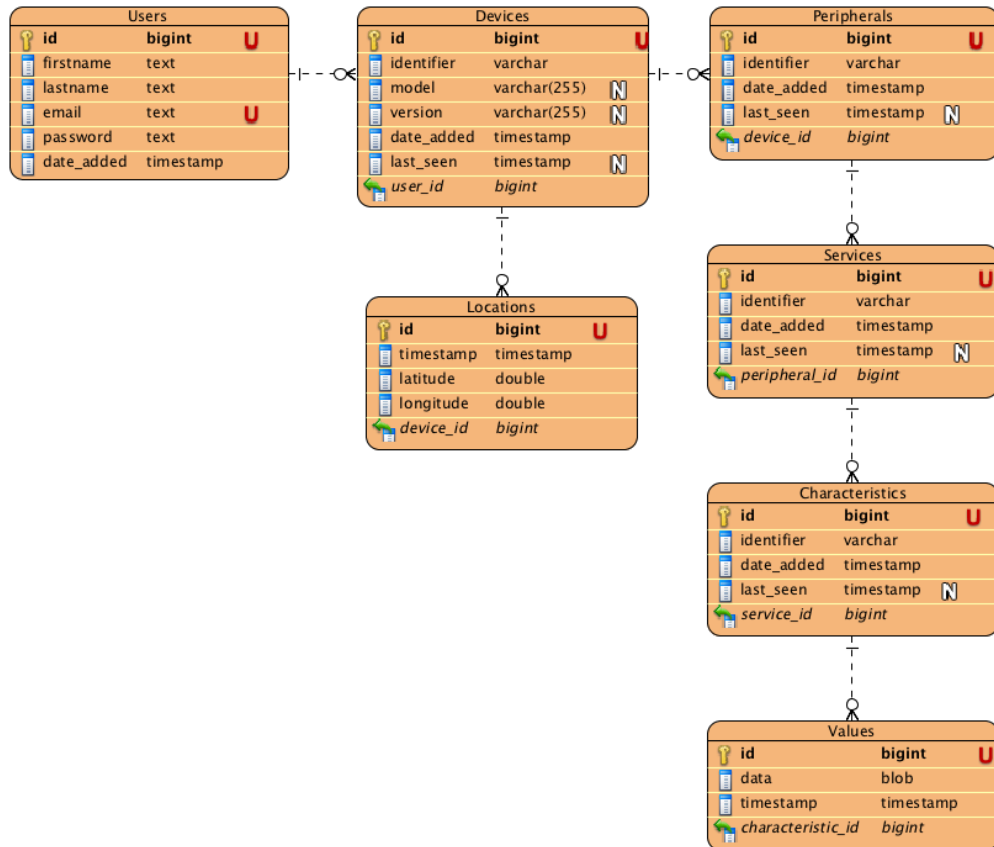 Users
id bigint U
firstname text
lastname text
email text U
password text
date_added timestamp
Devices
id bigint U
identifier varchar
model varchar(255) N
version varchar(255) N
date_added timestamp
last_seen timestamp N
user_id bigint
Peripherals
id bigint U
identifier varchar
date_added timestamp
last_seen timestamp N
device_id bigint
Locations
id bigint U
timestamp timestamp
latitude double
longitude double
device_id bigint
Services
id bigint U
identifier varchar
date_added timestamp
last_seen timestamp N
peripheral_id bigint
Characteristics
id bigint U
identifier varchar
date_added timestamp
last_seen timestamp N
service_id bigint
Values
id bigint U
data blob
timestamp timestamp
characteristic_id bigint